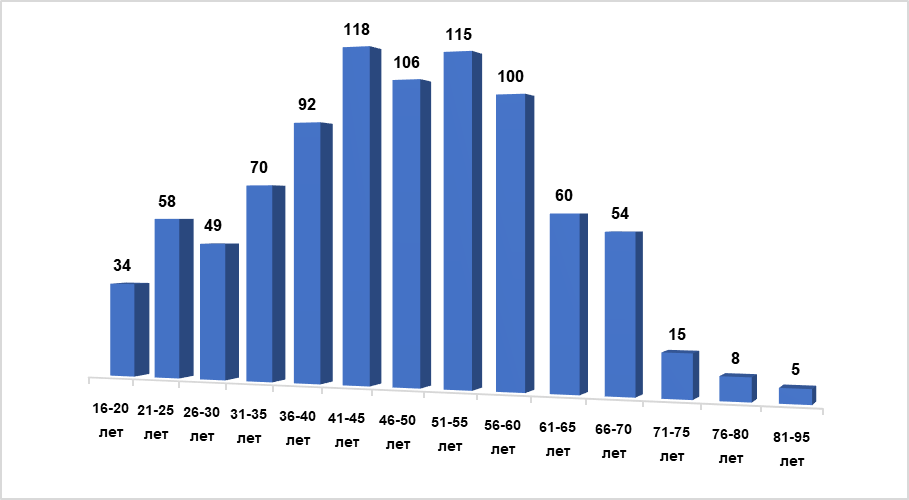 34
58
49
70
92
118
106
115
100
60
54
15
8
5
16-20 лет
21-25 лет
26-30 лет
31-35 лет
36-40 лет
41-45 лет
46-50 лет
51-55 лет
56-60 лет
61-65 лет
66-70 лет
71-75 лет
76-80 лет
81-95 лет